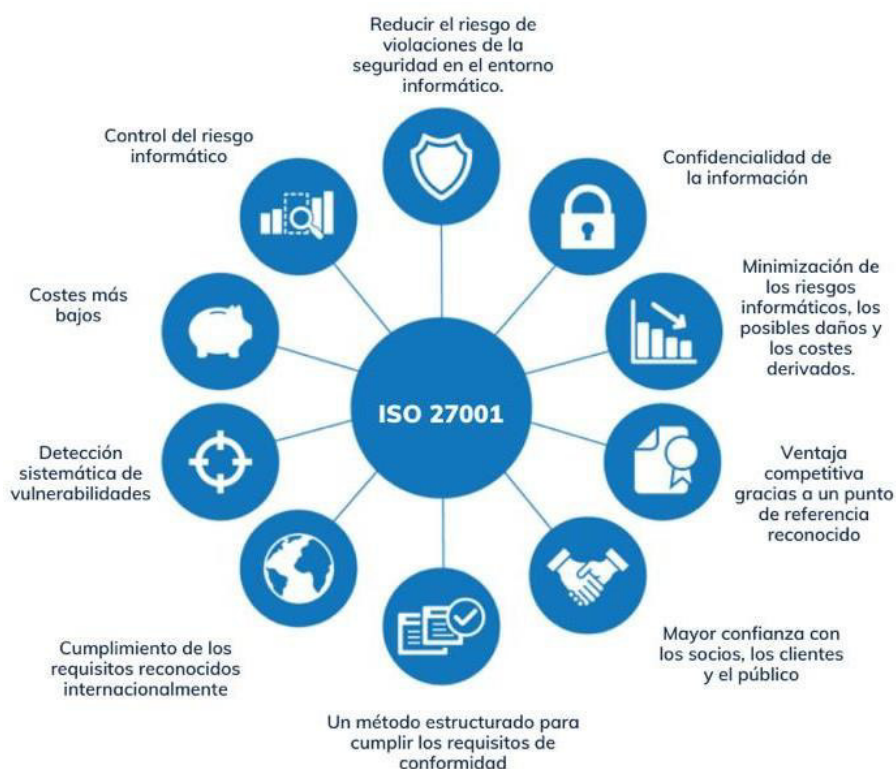 Reducir el riesgo de
violaciones de la
seguridad en el entorno
informático.
Control del riesgo
informático
Confidencialidad de
la información
Costes más
bajos
Minimización de
los riesgos
informáticos, los
posibles daños y
los costes
derivados.
ISO 27001
Detección
sistemática de
vulnerabilidades
Ventaja
competitiva
gracias a un punto
de referencia
reconocido
Cumplimiento de los
requisitos reconocidos
internacionalmente
Mayor confianza con
los socios, los clientes
y el público
Un método estructurado para
cumplir los requisitos de
conformidad